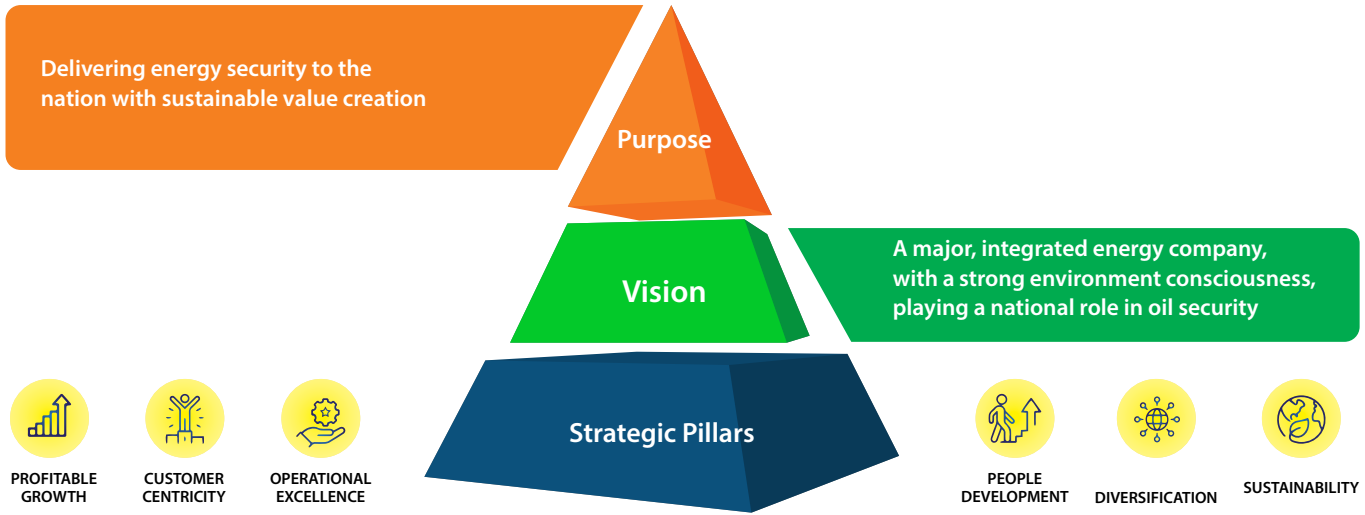 Delivering energy security to the
nation with sustainable value creation
Purpose
Vision
A major, integrated energy company,
with a strong environment consciousness,
playing a national role in oil security
Strategic Pillars
PROFITABLE
GROWTH
CUSTOMER
CENTRICITY
OPERATIONAL
EXCELLENCE
PEOPLE
DEVELOPMENT
DIVERSIFICATION
SUSTAINABILITY